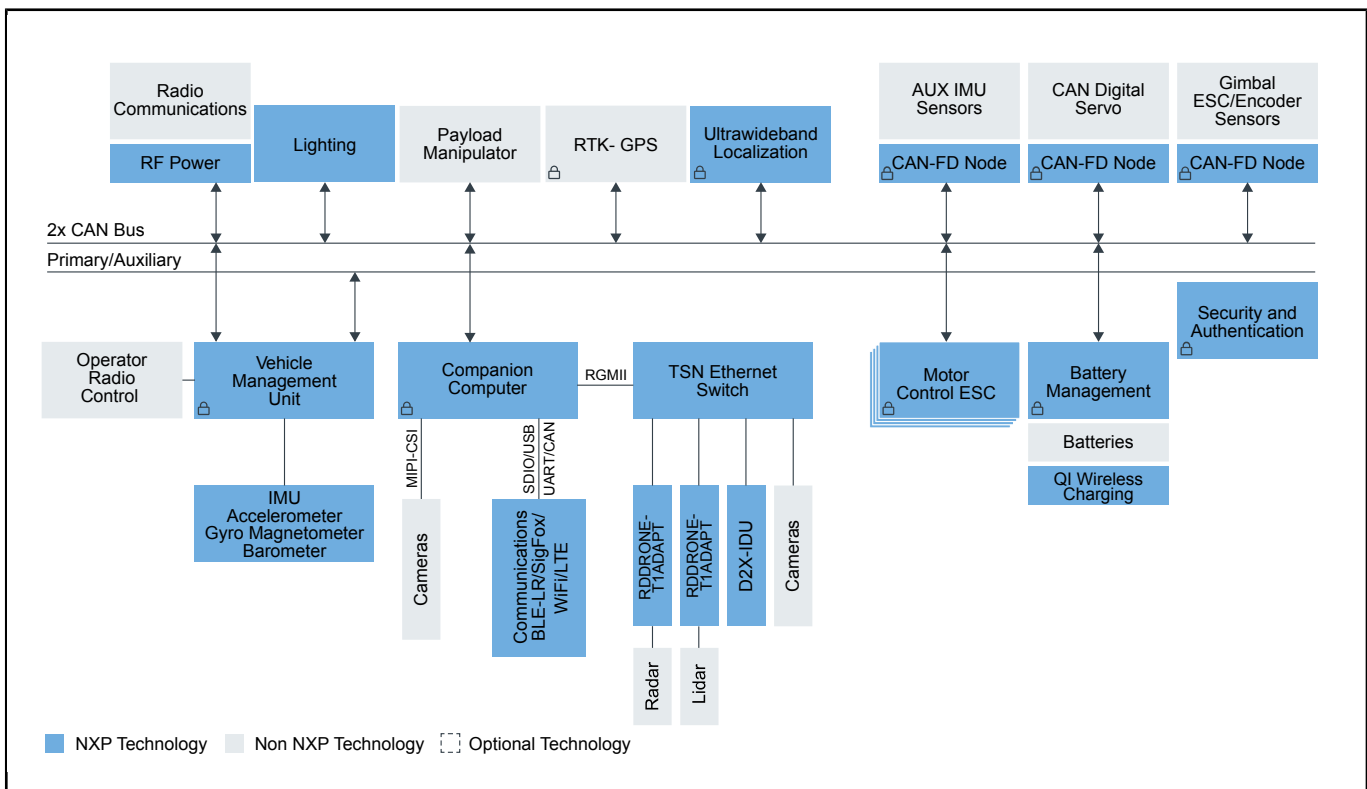 Radio
Communications
RF Power
Lighting
Payload
Manipulator
RTK- GPS
Ultrawideband
Localization
AUX IMU
Sensors
CAN-FD Node
CAN Digital
Servo
CAN-FD Node
Gimbal
ESC/Encoder
Sensors
CAN-FD Node
2x CAN Bus
Primary/Auxiliary
Security and
Authentication
Operator
Radio
Control
Vehicle
Management
Unit
Companion
Computer
RGMII
TSN Ethernet
Switch
Motor
Control ESC
Battery
Management
Batteries
QI Wireless
Charging
MIPI-CSI
SDIO/USB
UART/CAN
IMU
Accelerometer
Gyro Magnetometer
Barometer
Cameras
Communications
BLE-LR/SigFox/
WiFi/LTE
RDDRONE-
T1ADAPT
RDDRONE-
T1ADAPT
D2X-IDU
Cameras
Radar
Lidar
NXP Technology
Non NXP Technology
Optional Technology